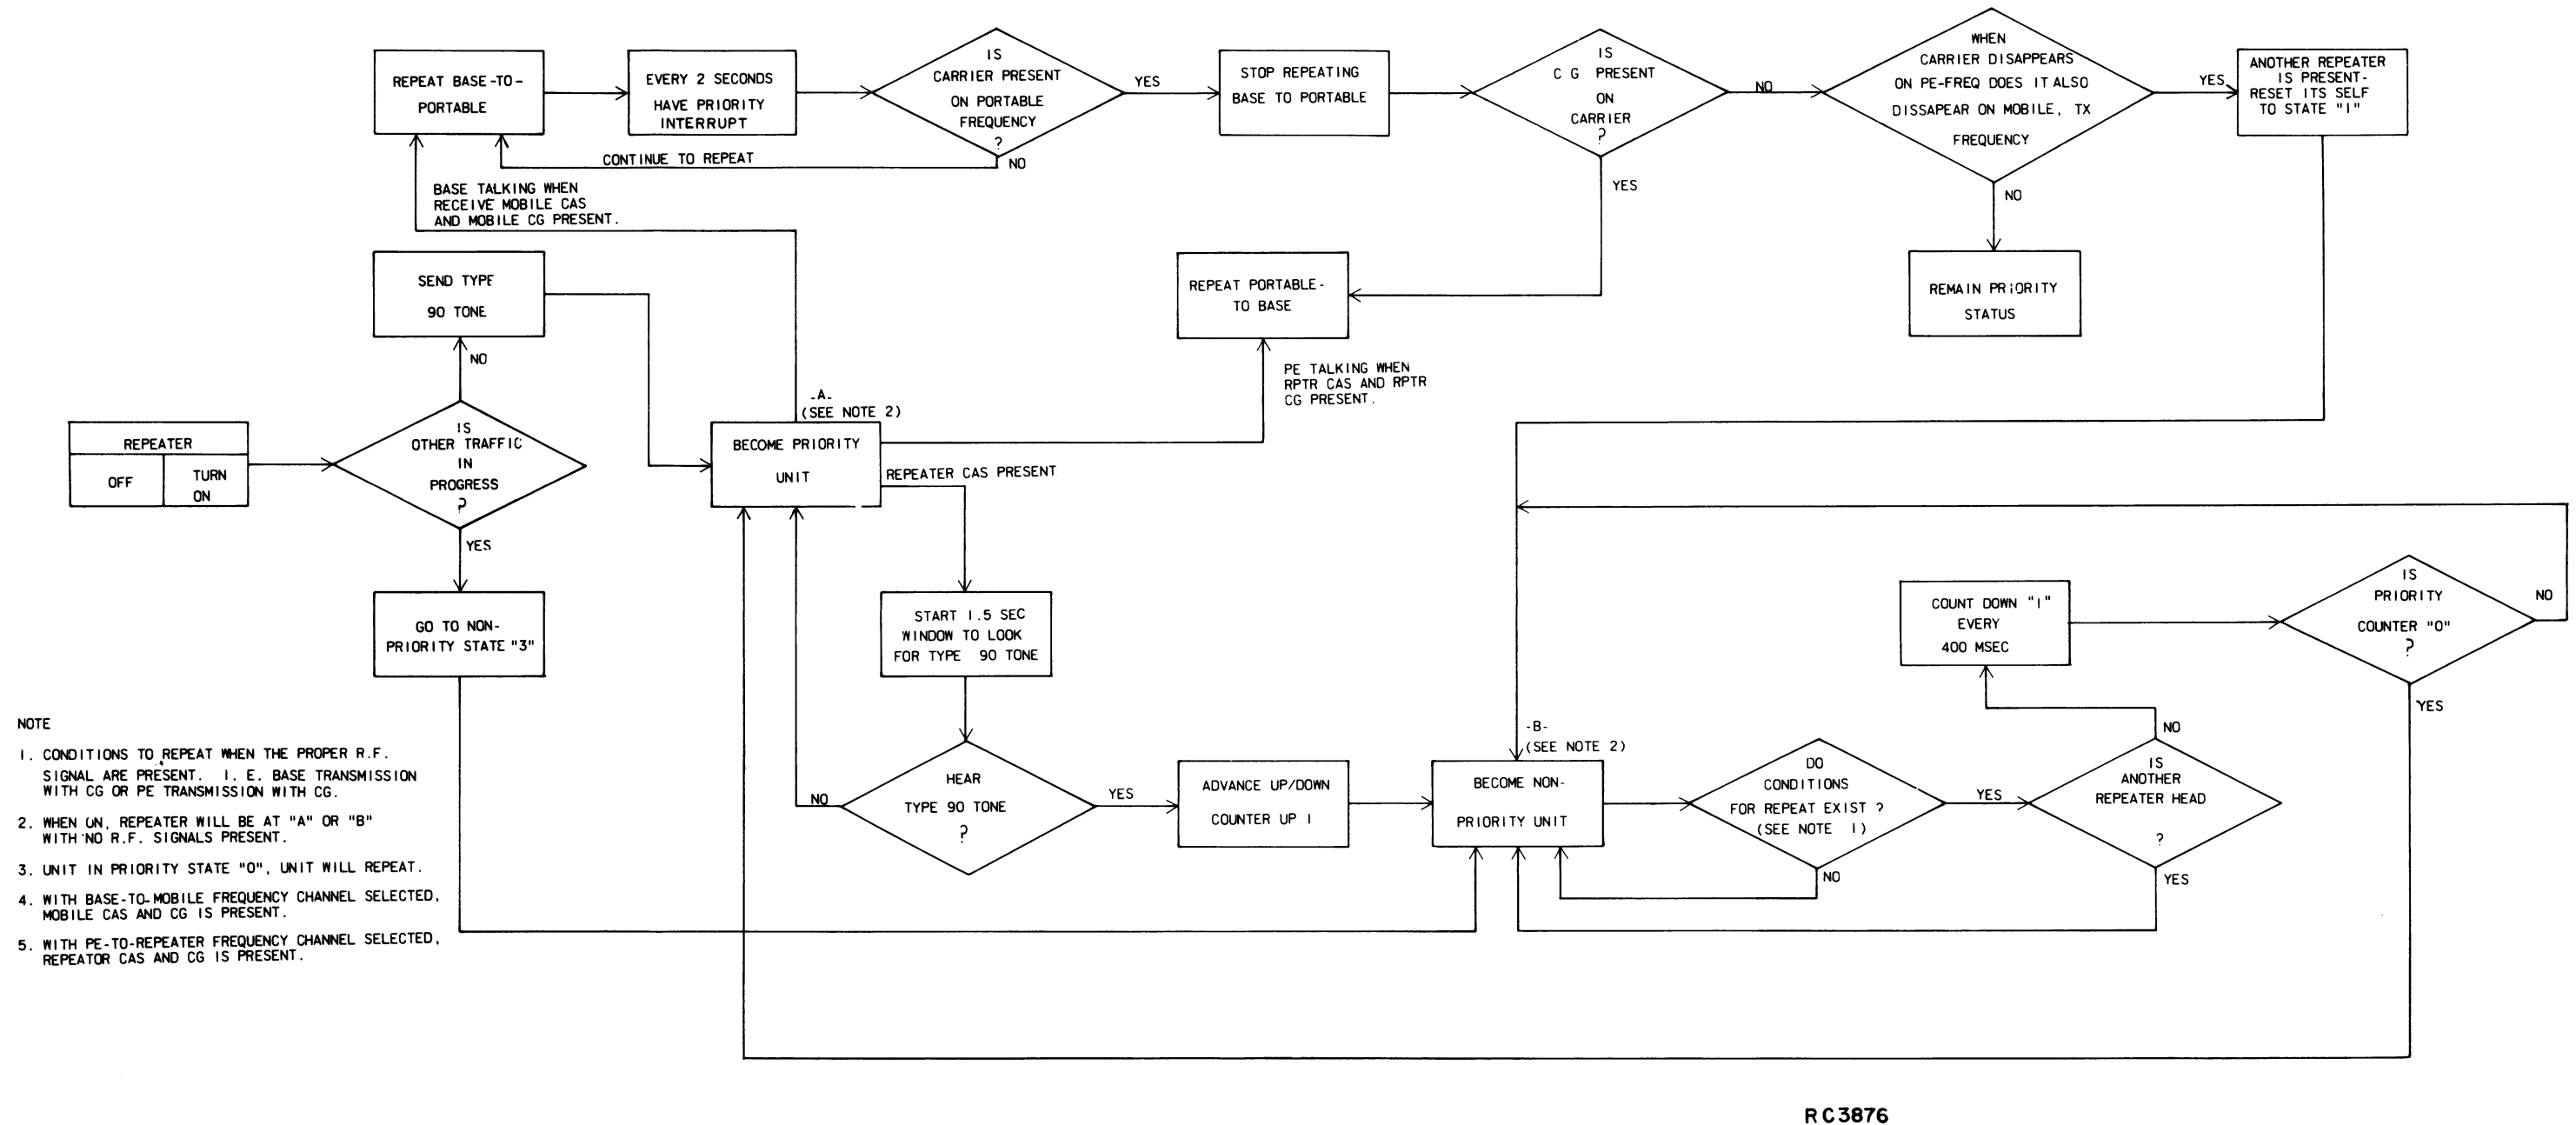 REPEAT BASE-TO-
PORTABLE
EVERY 2 SECONDS
HAVE PRIORITY
INTERRUPT
IS
CARRIER PRESENT
ON PORTABLE
FREQUENCY
?
YES
NO
CONTINUE TO REPEAT
STOP REPEATING
BASE TO PORTABLE
IS
C G PRESENT
ON
CARRIER
?
NO
YES
WHEN
CARRIER DISAPPEARS
ON PE-FREQ DOES IT ALSO
DISSAPEAR ON MOBILE, TX
FREQUENCY
YES
NO
ANOTHER REPEATER
IS PRESENT-
RESET ITS SELF
TO STATE "1"
BASE TALKING WHEN
RECEIVE MOBILE CAS
AND MOBILE CG PRESENT.
SEND TYPE
90 TONE
NO
REPEAT PORTABLE-
TO BASE
REMAIN PRIORITY
STATUS
PE TALKING WHEN
RPTR CAS AND RPTR
CG PRESENT.
REPEATER
OFF
TURN
ON
IS
OTHER TRAFFIC
IN
PROGRESS
?
YES
-A-
(SEE NOTE 2)
BECOME PRIORITY
UNIT
REPEATER CAS PRESENT
GO TO NON-
PRIORITY STATE "3"
START 1.5 SEC
WINDOW TO LOOK
FOR TYPE 90 TONE
HEAR
TYPE 90 TONE
?
NO
YES
ADVANCE UP/DOWN
COUNTER UP 1
-B-
(SEE NOTE 2)
BECOME NON-
PRIORITY UNIT
DO
CONDITIONS
FOR REPEAT EXIST ?
(SEE NOTE 1)
YES
NO
IS
ANOTHER
REPEATER HEAD
?
NO
YES
COUNT DOWN "1"
EVERY
400 MSEC
IS
PRIORITY
COUNTER "0"
?
NO
YES
NOTE
1. CONDITIONS TO REPEAT WHEN THE PROPER R.F.
SIGNAL ARE PRESENT. I. E. BASE TRANSMISSION
WITH CG OR PE TRANSMISSION WITH CG.
2. WHEN ON, REPEATER WILL BE AT "A" OR "B"
WITH NO R.F. SIGNALS PRESENT.
3. UNIT IN PRIORITY STATE "0", UNIT WILL REPEAT.
4. WITH BASE-TO-MOBILE FREQUENCY CHANNEL SELECTED,
MOBILE CAS AND CG IS PRESENT.
5. WITH PE-TO-REPEATER FREQUENCY CHANNEL SELECTED,
REPEATOR CAS AND CG IS PRESENT.
RC3876